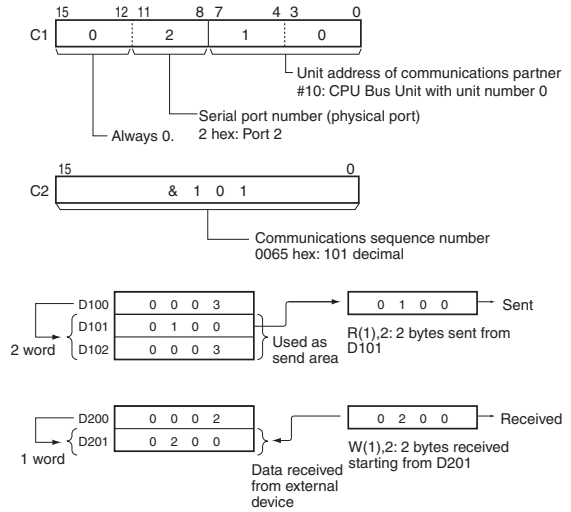 15 12 11 8 7 4 3 0
C1 0 2 1 0
Unit address of communications partner
#10: CPU Bus Unit with unit number 0
Serial port number (physical port)
2 hex: Port 2
Always 0.
15 0
C2 & 1 0 1
Communications sequence number
0065 hex: 101 decimal
D100 0 0 0 3
D101 0 1 0 0
D102 0 0 0 3
2 word
Used as
send area
0 1 0 0 Sent
R(1),2: 2 bytes sent from
D101
D200 0 0 0 2
D201 0 2 0 0
1 word
Data received
from external
device
0 2 0 0 Received
W(1),2: 2 bytes received
starting from D201